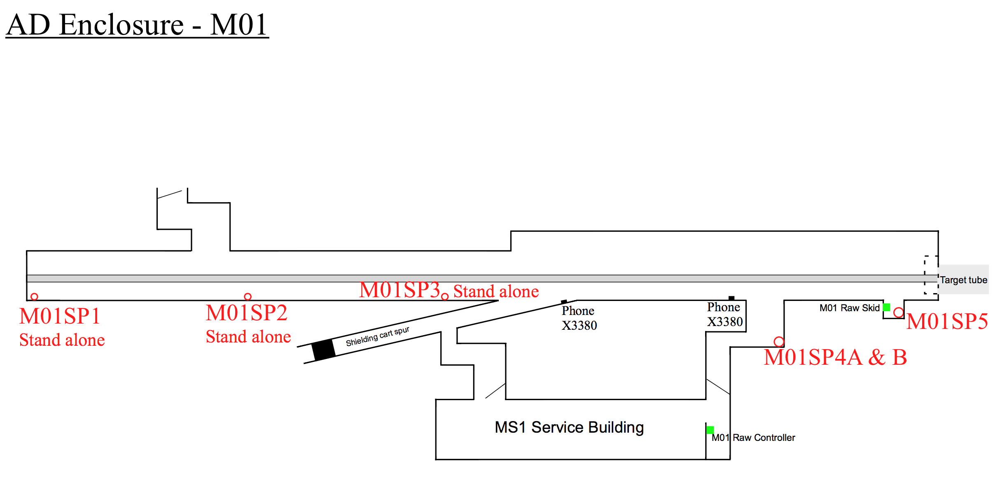 AD Enclosure - M01
M01SP3
Stand alone
Target tube
M01SP1
Stand alone
M01SP2
Stand alone
Shielding cart spur
Phone
X3380
Phone
X3380
M01 Raw Skid
M01SP5
M01SP4A & B
MS1 Service Building
M01 Raw Controller